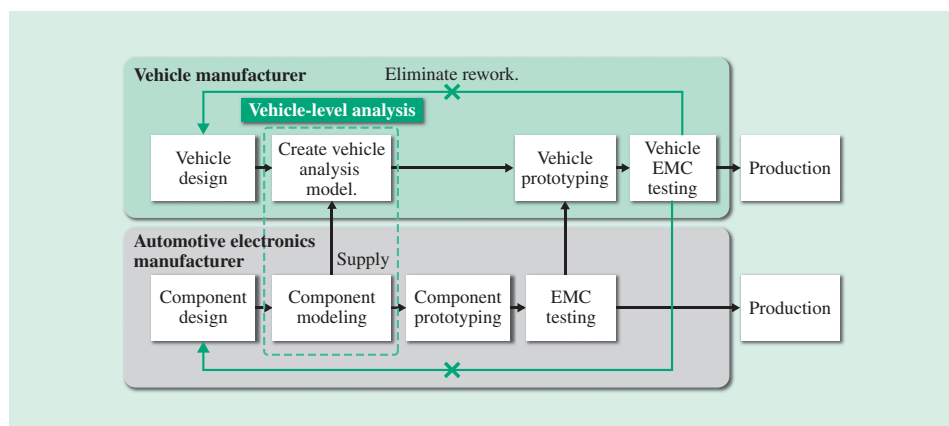 Vehicle manufacturer
Eliminate rework.
Vehicle-level analysis
Vehicle
design
Create vehicle
analysis
model.
Vehicle
prototyping
Vehicle
EMC
testing
Production
Automotive electronics
manufacturer
Supply
Component
design
Component
modeling
Component
prototyping
EMC
testing
Production